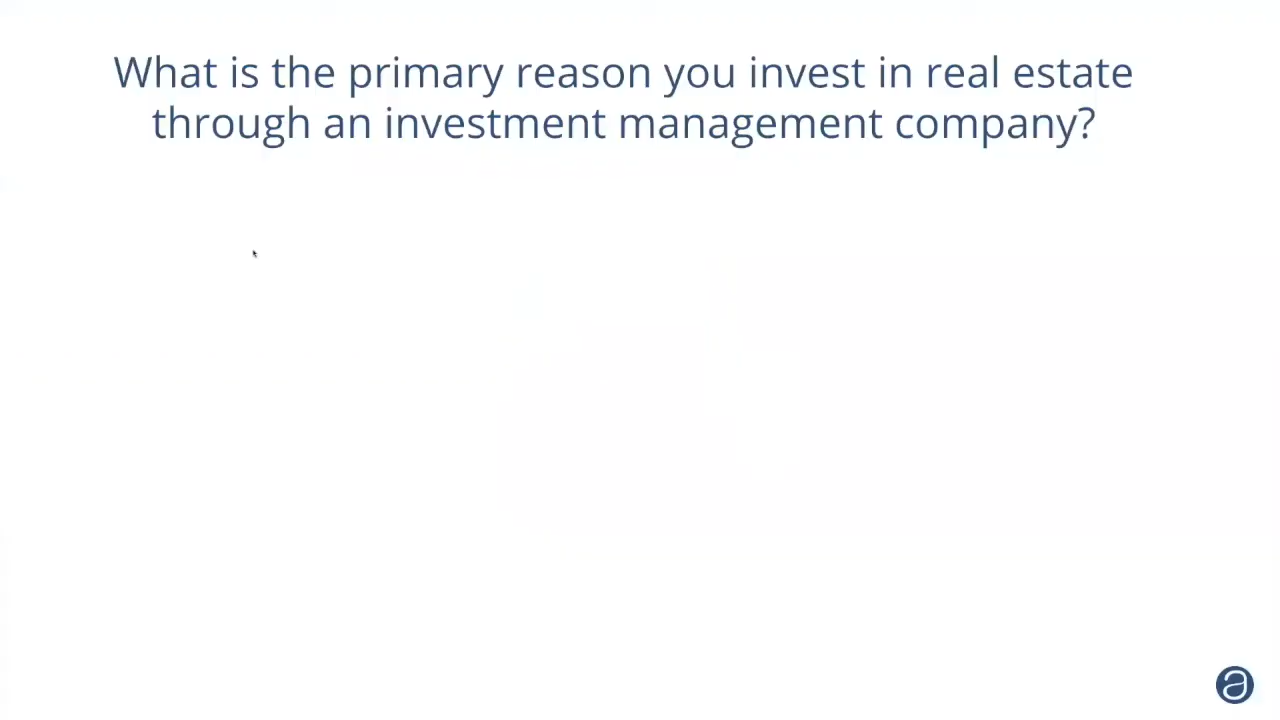 What is the primary reason you invest in real estate
through an investment management company?